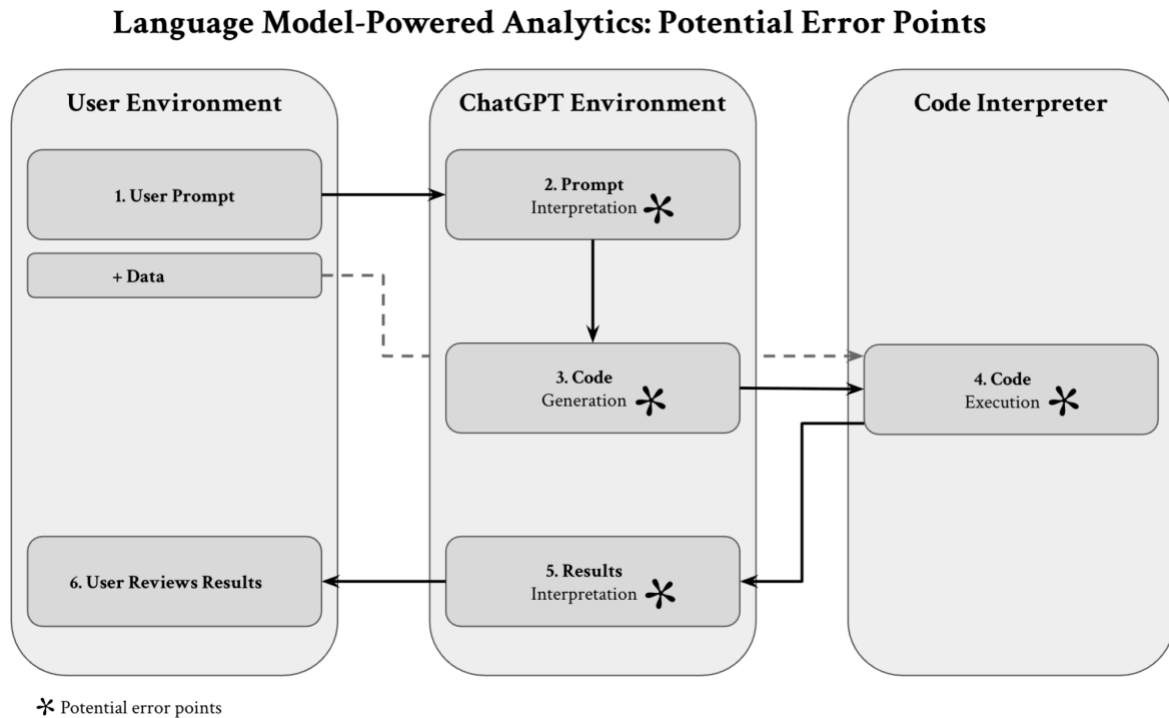 Language Model-Powered Analytics: Potential Error Points
User Environment
1. User Prompt
+ Data
6. User Reviews Results
ChatGPT Environment
2. Prompt
Interpretation *
3. Code
Generation *
5. Results
Interpretation *
Code Interpreter
4. Code
Execution *
* Potential error points